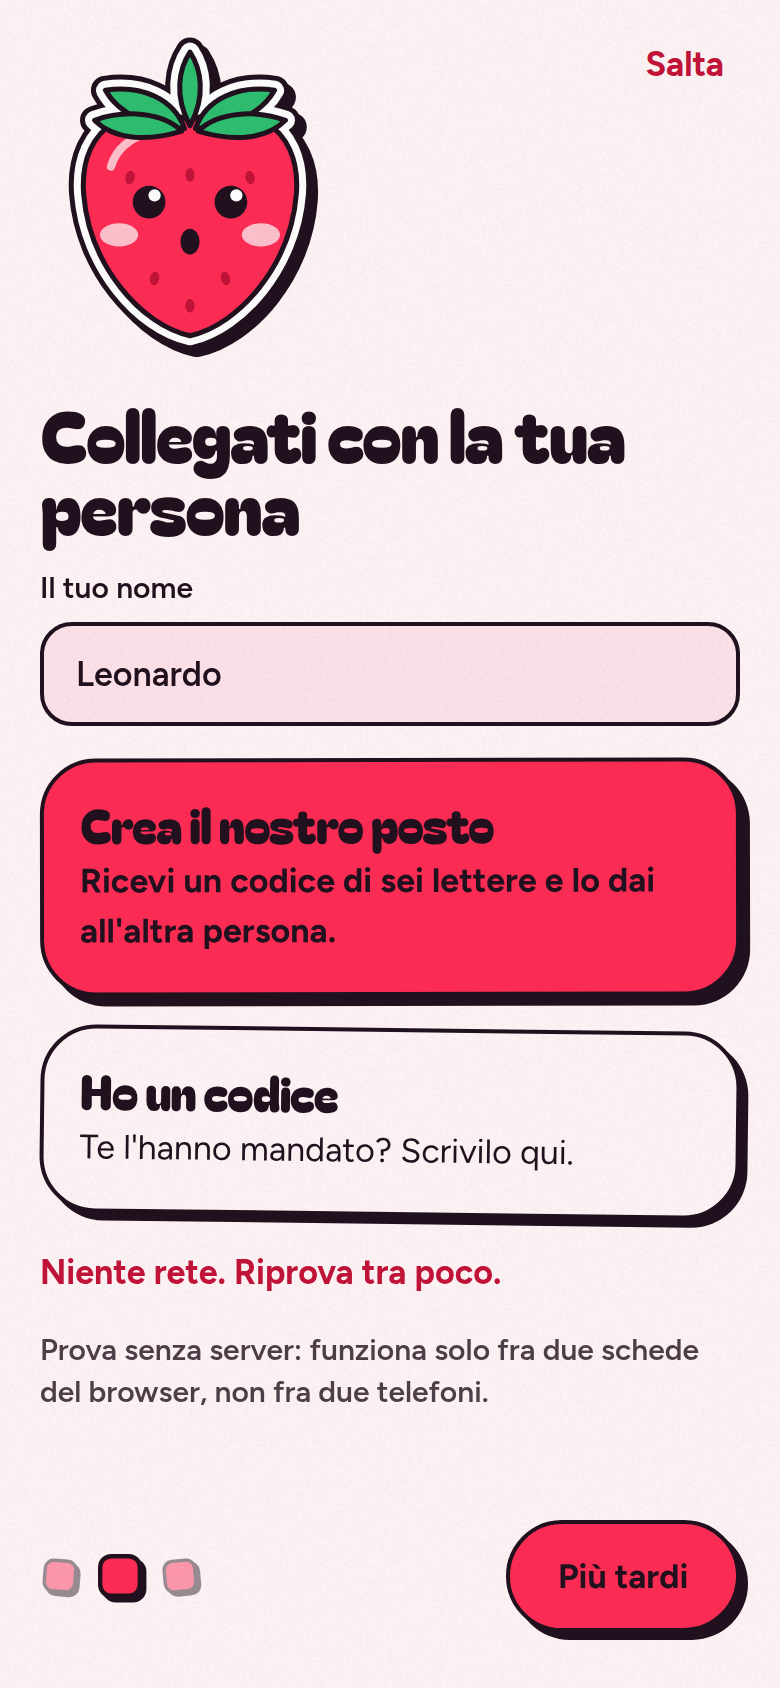 Salta
Collegati con la tua
persona
Il tuo nome
Leonardo
Crea il nostro posto
Ricevi un codice di sei lettere e lo dai
all'altra persona.
Ho un codice
Te l'hanno mandato? Scrivilo qui.
Niente rete. Riprova tra poco.
Prova senza server: funziona solo fra due schede
del browser, non fra due telefoni.
Più tardi